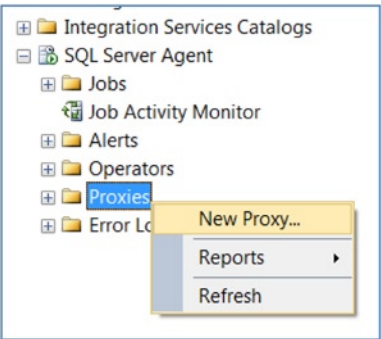 Integration Services Catalogs
SQL Server Agent
Jobs
Job Activity Monitor
Alerts
Operators
Proxies
New Proxy...
Error Lo
Reports
Refresh